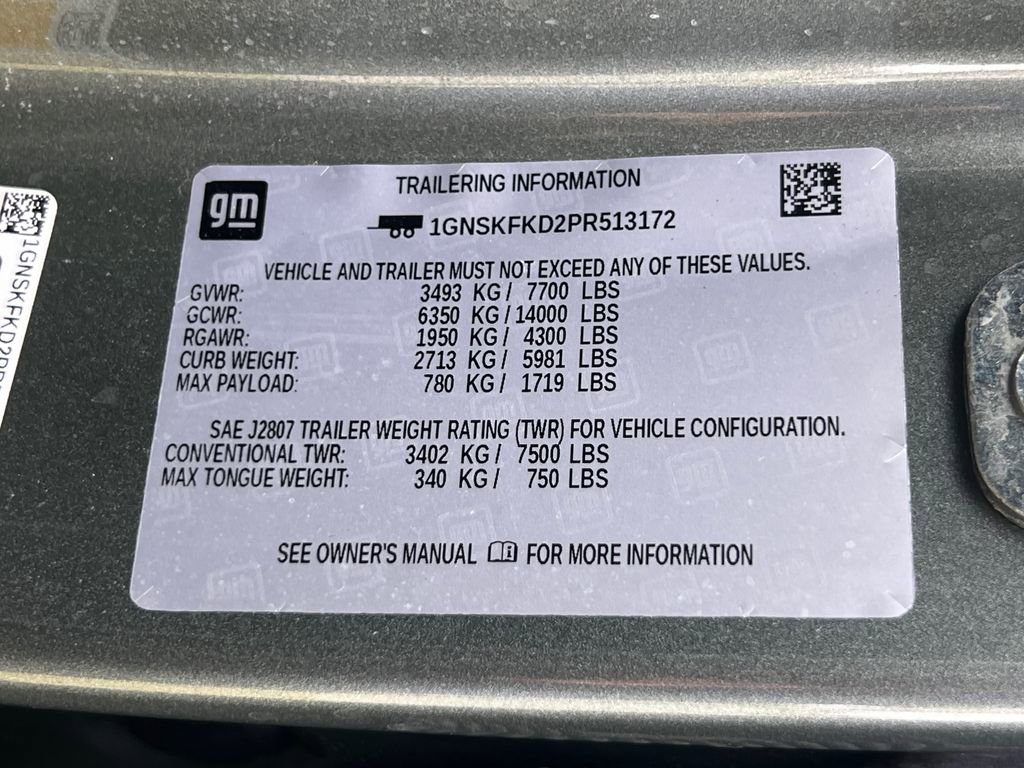 gm
TRAILERING INFORMATION
1GNSKFKD2PR513172
VEHICLE AND TRAILER MUST NOT EXCEED ANY OF THESE VALUES.
GVWR: 3493 KG / 7700 LBS
GCWR: 6350 KG / 14000 LBS
RGAWR: 1950 KG / 4300 LBS
CURB WEIGHT: 2713 KG / 5981 LBS
MAX PAYLOAD: 780 KG / 1719 LBS
SAE J2807 TRAILER WEIGHT RATING (TWR) FOR VEHICLE CONFIGURATION.
CONVENTIONAL TWR: 3402 KG / 7500 LBS
MAX TONGUE WEIGHT: 340 KG / 750 LBS
SEE OWNER'S MANUAL FOR MORE INFORMATION
1GNSKFKD2PR